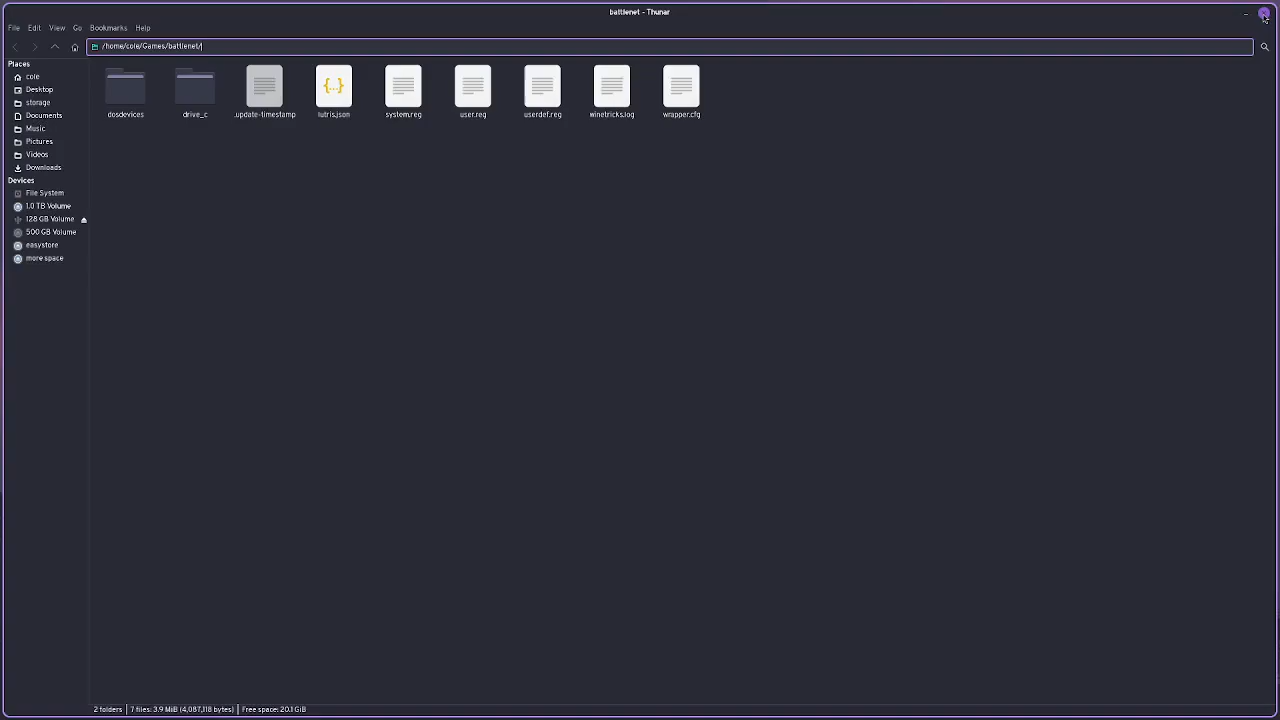 battlenet - Thunar
File Edit View Go Bookmarks Help
/home/cole/Games/battlenet/
Places
cole
Desktop
storage
Documents
Music
Pictures
Videos
Downloads
Devices
File System
1.0 TB Volume
128 GB Volume
500 GB Volume
easystore
more space
dosdevices drive_c .update-timestamp lutris.json system.reg user.reg userdef.reg winetricks.log wrapper.cfg
2 folders | 7 files: 3.9 MiB (4,087,118 bytes) | Free space: 20.1 GiB